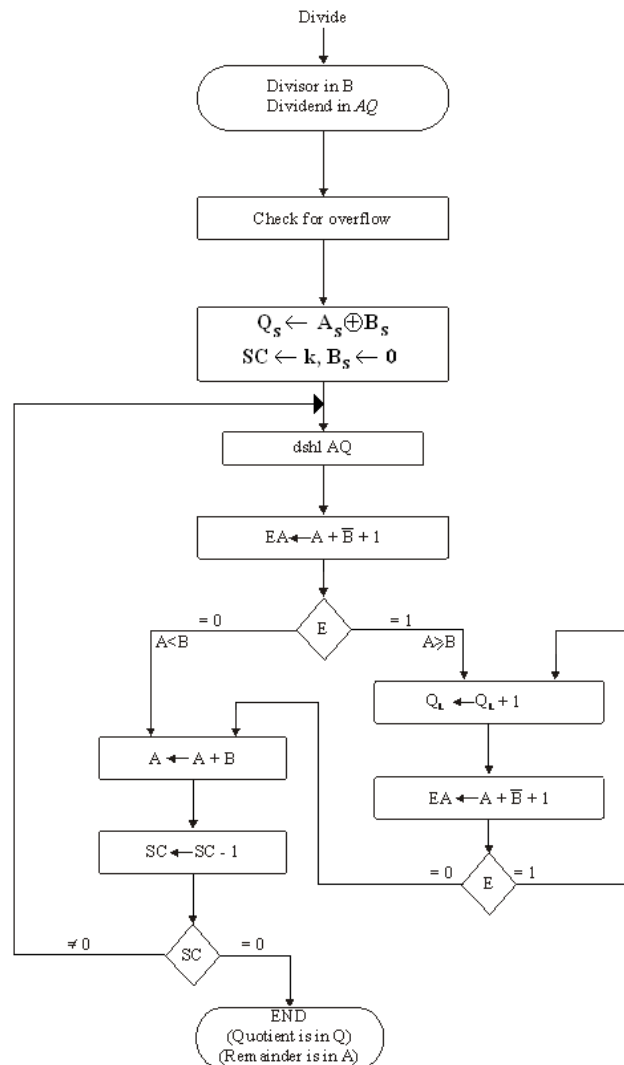 Divide
Divisor in B
Dividend in AQ
Check for overflow
Qₛ ← Aₛ⊕Bₛ
SC ← k, Bₛ ← 0
dshl AQ
EA←A + B̅ + 1
= 0
E
= 1
A<B
A⩾B
Q_L ←Q_L + 1
A ← A + B
EA←A + B̅ + 1
SC←SC - 1
= 0
E
= 1
≠ 0
SC
= 0
END
(Quotient is in Q)
(Remainder is in A)